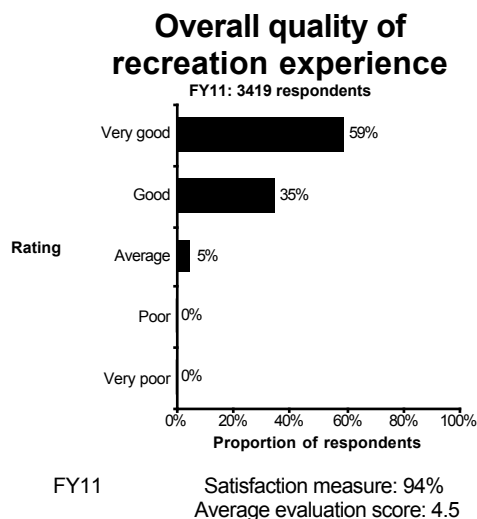 Overall quality of
recreation experience
FY11: 3419 respondents
Very good
59%
Good
35%
Rating
Average
5%
Poor
0%
Very poor
0%
0% 20% 40% 60% 80% 100%
Proportion of respondents
FY11 Satisfaction measure: 94%
Average evaluation score: 4.5